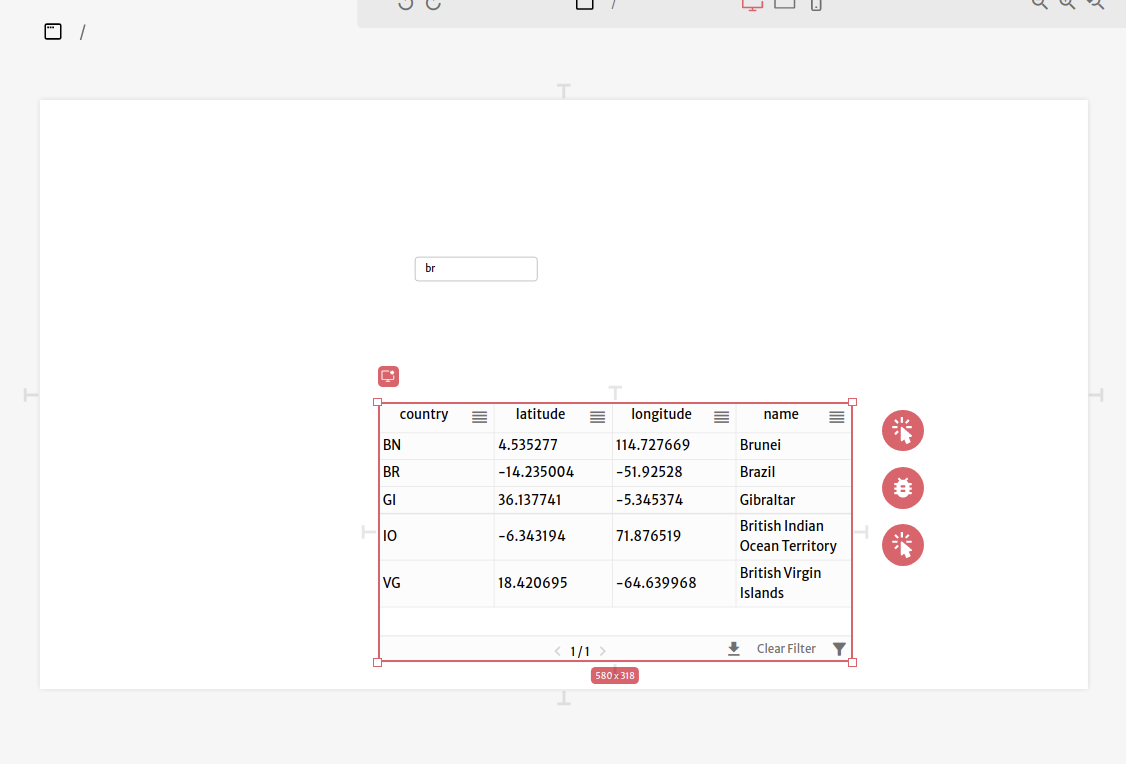 /
/
br
country latitude longitude name
BN 4.535277 114.727669 Brunei
BR -14.235004 -51.92528 Brazil
GI 36.137741 -5.345374 Gibraltar
IO -6.343194 71.876519 British Indian
Ocean Territory
VG 18.420695 -64.639968 British Virgin
Islands
< 1 / 1 > Clear Filter
580 x 318